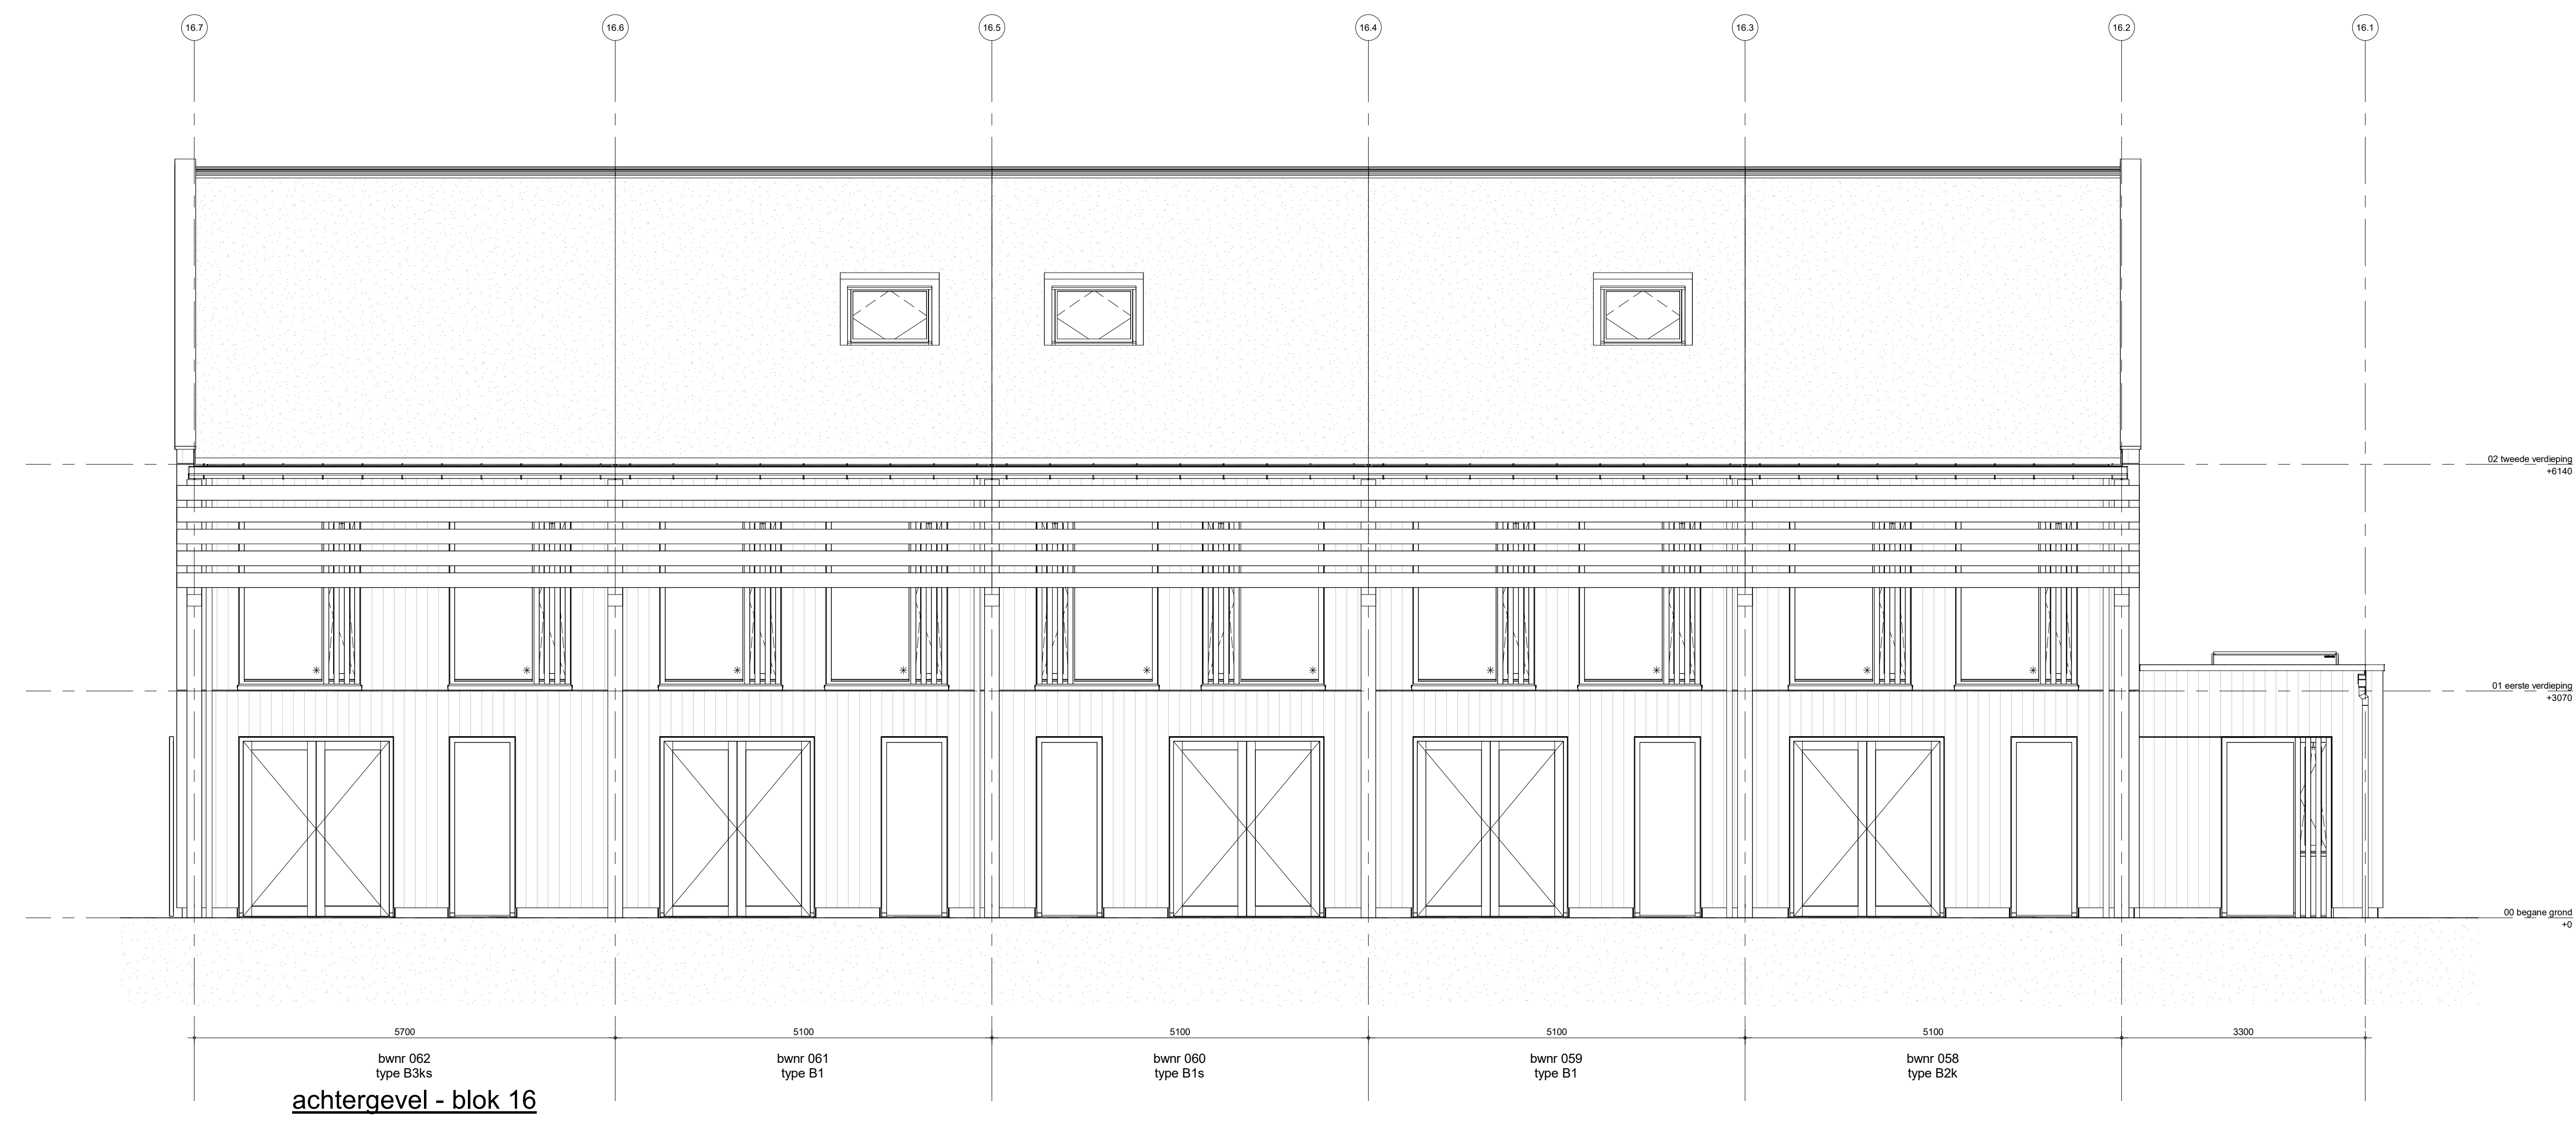 16.7
16.6
16.5
16.4
16.3
16.2
16.1
02 tweede verdieping
+6140
01 eerste verdieping
+3070
00 begane grond
+0
5700
5100
5100
5100
5100
3300
bwnr 062
type B3ks
bwnr 061
type B1
bwnr 060
type B1s
bwnr 059
type B1
bwnr 058
type B2k
achtergevel - blok 16